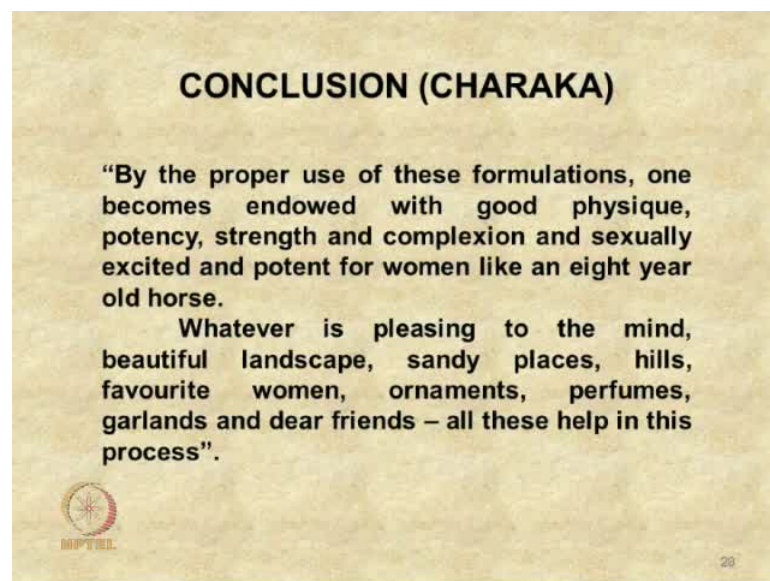 CONCLUSION (CHARAKA)
“By the proper use of these formulations, one
becomes endowed with good physique,
potency, strength and complexion and sexually
excited and potent for women like an eight year
old horse.
Whatever is pleasing to the mind,
beautiful landscape, sandy places, hills,
favourite women, ornaments, perfumes,
garlands and dear friends – all these help in this
process”.
NPTEL
28